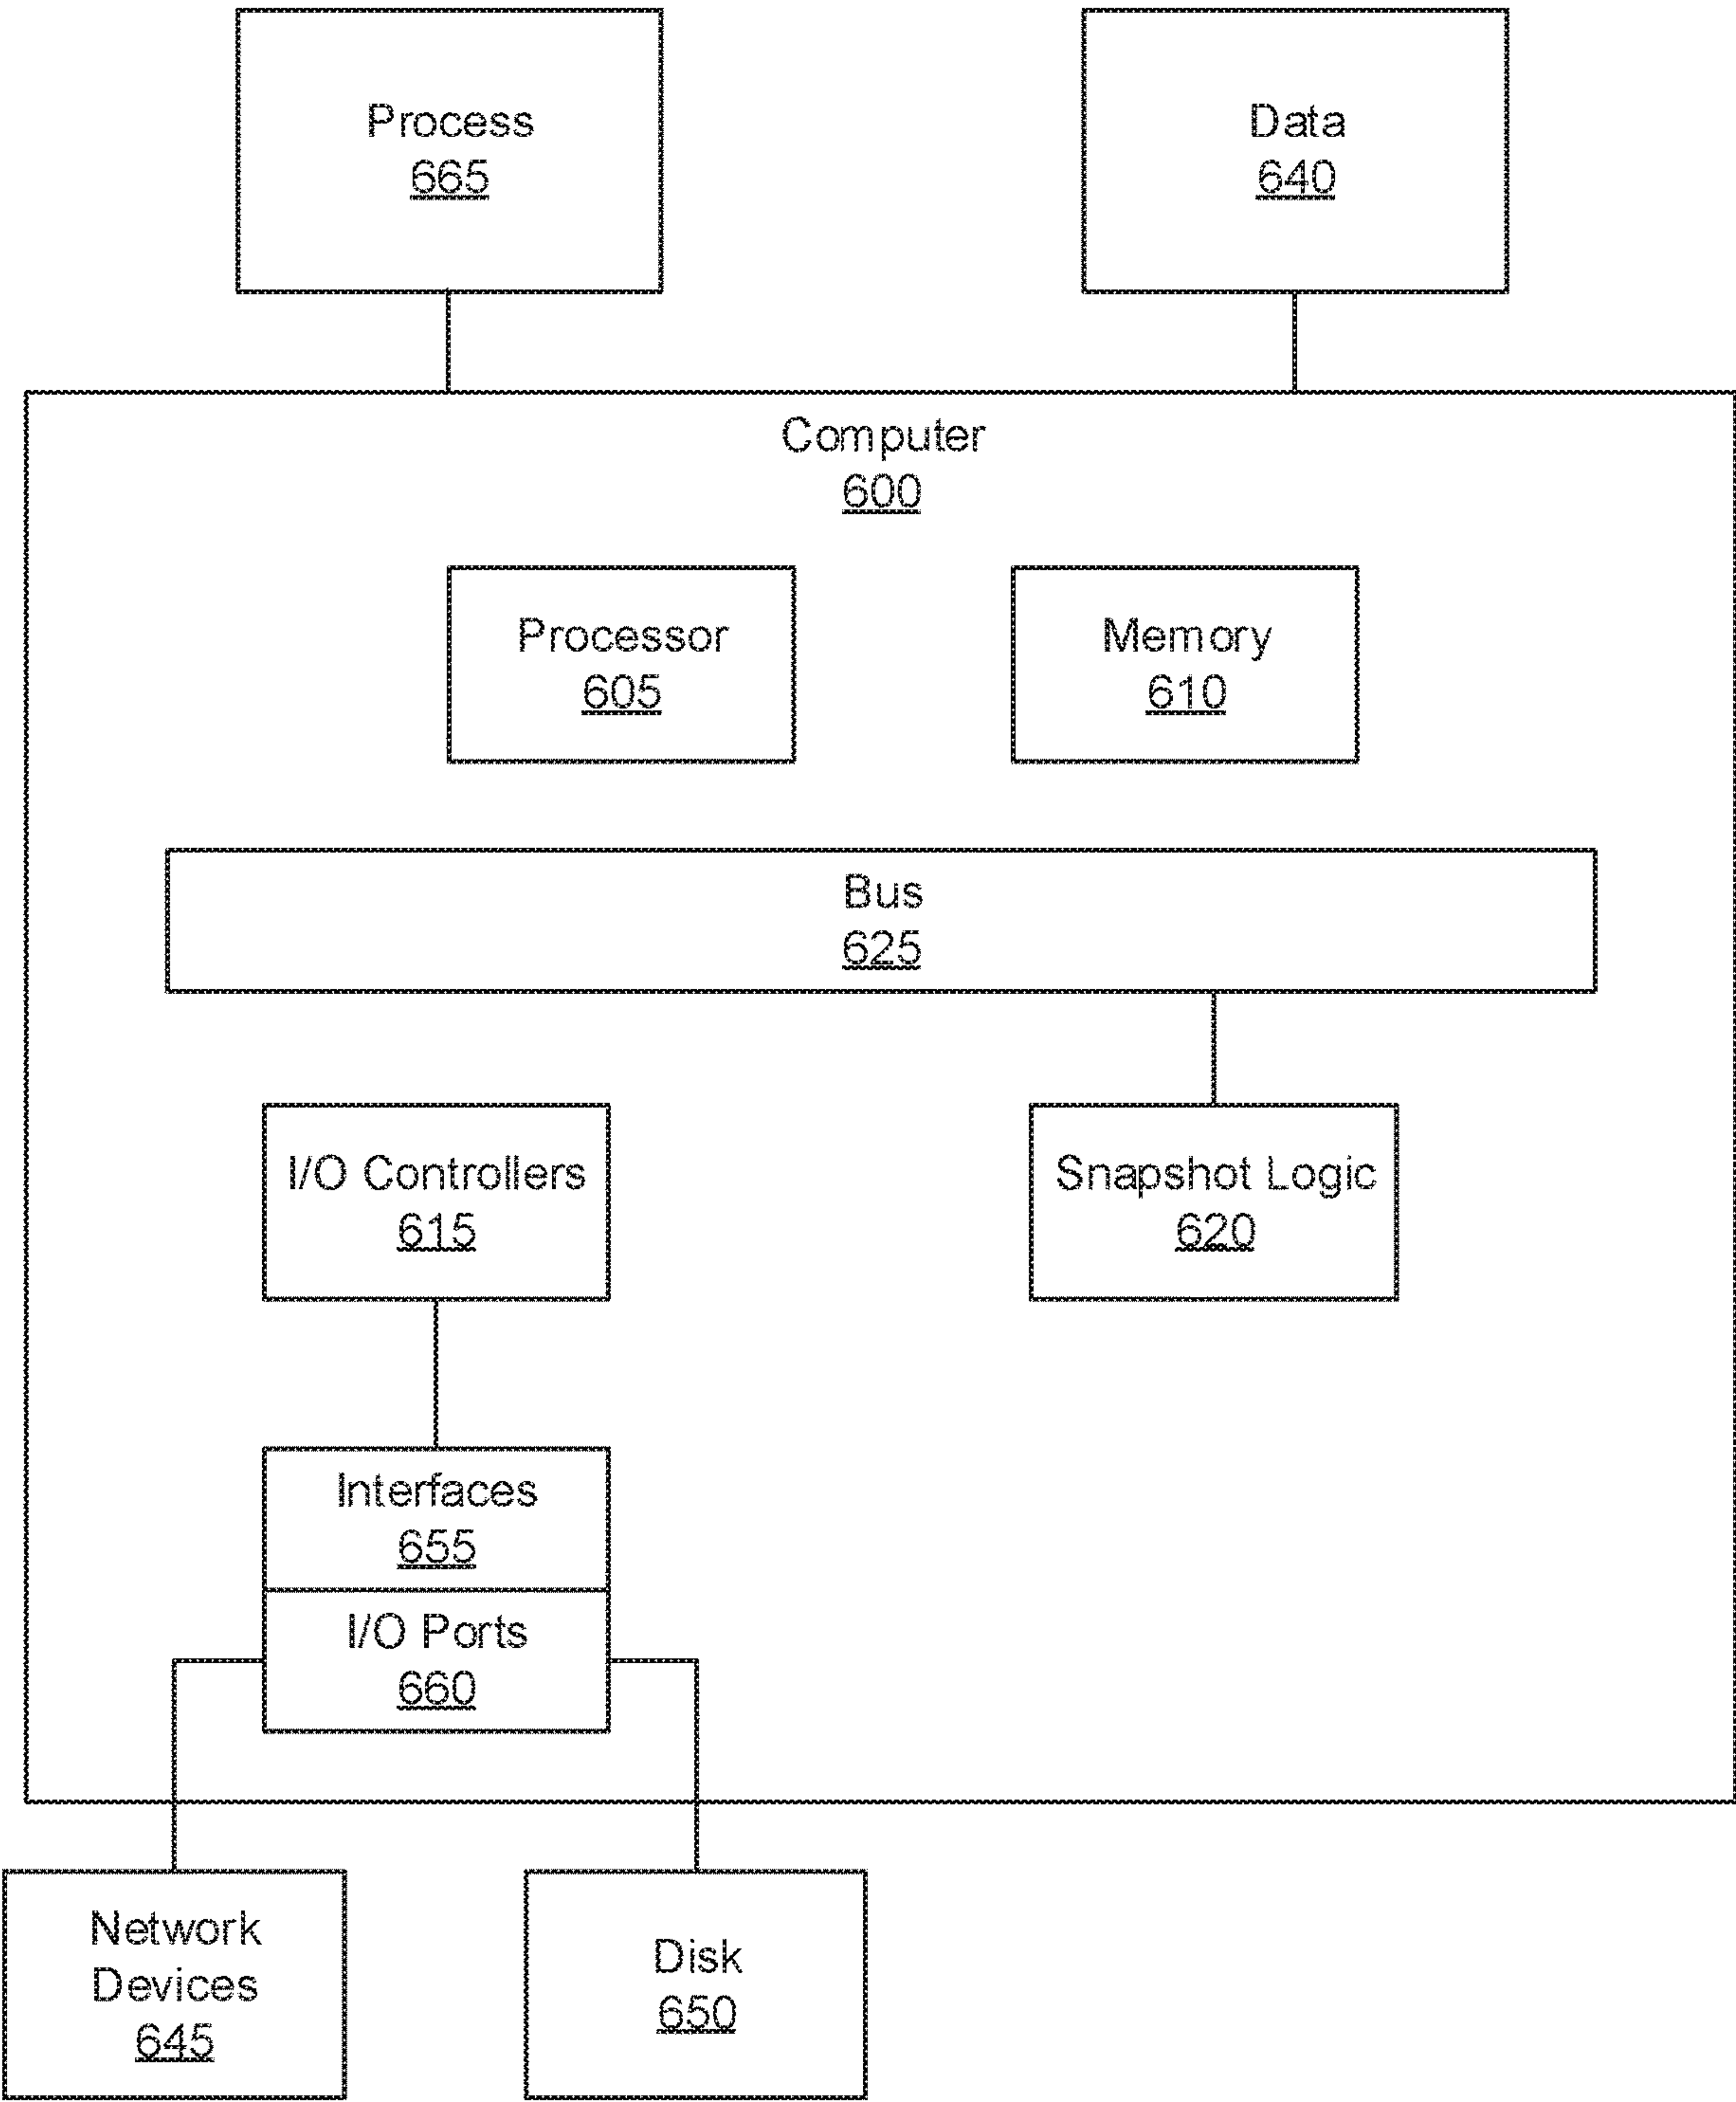 Process
665
Data
640
Computer
600
Processor
605
Memory
610
Bus
625
I/O Controllers
615
Snapshot Logic
620
Interfaces
655
I/O Ports
660
Network
Devices
645
Disk
650